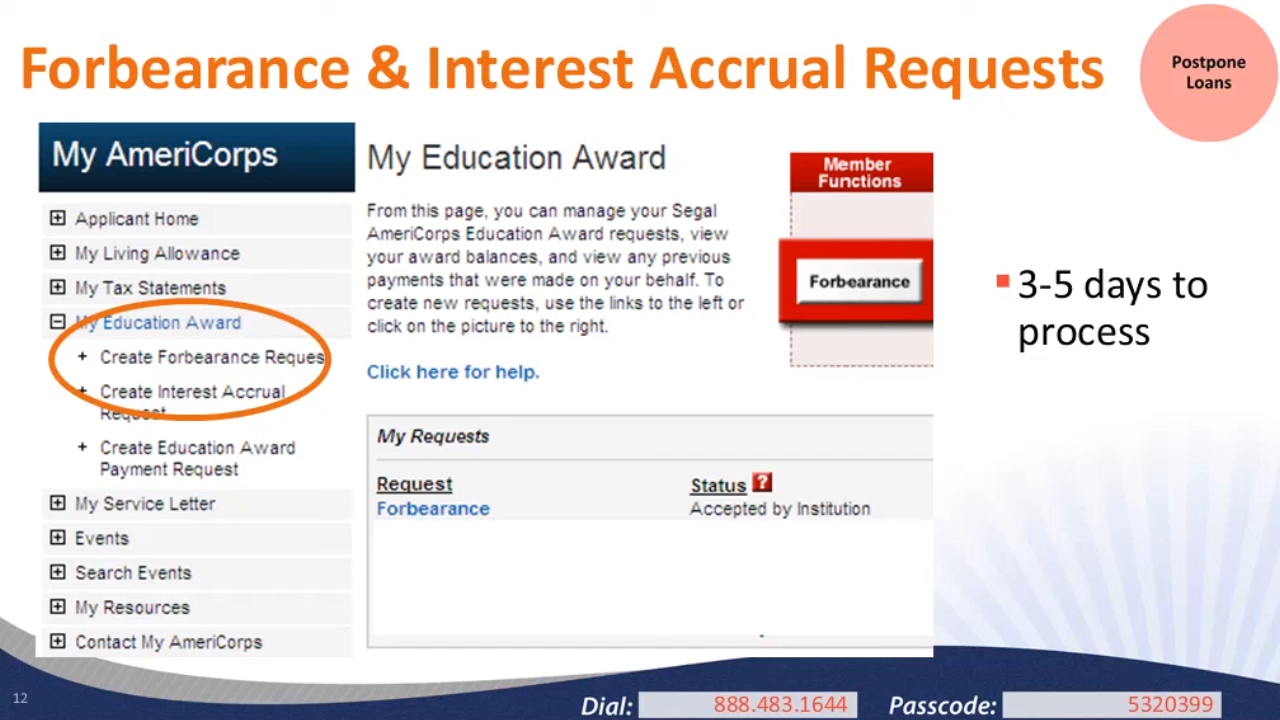 Forbearance & Interest Accrual Requests
Postpone
Loans
My AmeriCorps
Applicant Home
My Living Allowance
My Tax Statements
My Education Award
Create Forbearance Reques
Create Interest Accrual
Request
Create Education Award
Payment Request
My Service Letter
Events
Search Events
My Resources
Contact My AmeriCorps
My Education Award
From this page, you can manage your Segal
AmeriCorps Education Award requests, view
your award balances, and view any previous
payments that were made on your behalf. To
create new requests, use the links to the left or
click on the picture to the right.
Click here for help.
Member
Functions
Forbearance
My Requests
Request Status ?
Forbearance Accepted by Institution
3-5 days to
process
12
Dial: 888.483.1644 Passcode: 5320399